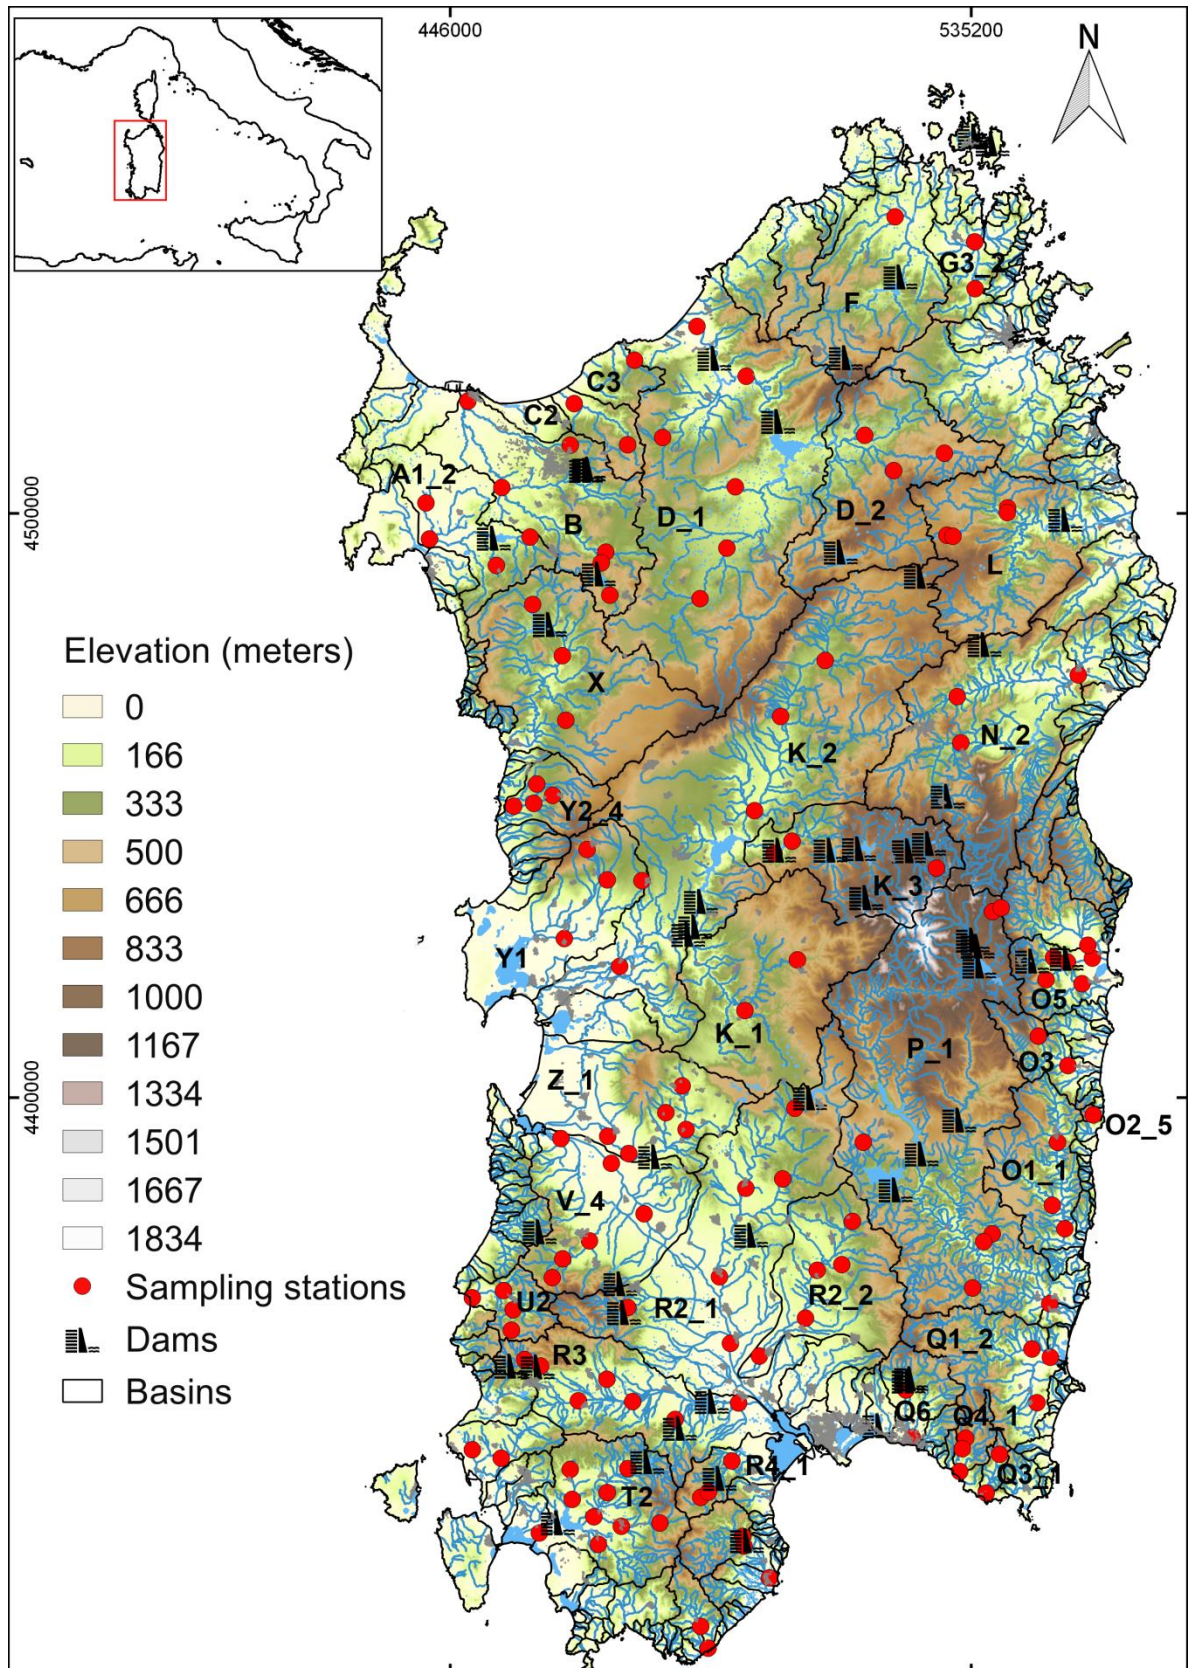 446000
535200
N
4500000
4400000
G3_2
F
C3
C2
A1_2
B
D_1
D_2
L
X
K_2
N_2
Y2_4
K_3
Y1
K_1
O5
P_1
O3
Z_1
O2_5
O1_1
V_4
U2
R2_1
R2_2
Q1_2
R3
Q6
Q4_1
R4_1
Q3_1
T2
Elevation (meters)
0
166
333
500
666
833
1000
1167
1334
1501
1667
1834
Sampling stations
Dams
Basins